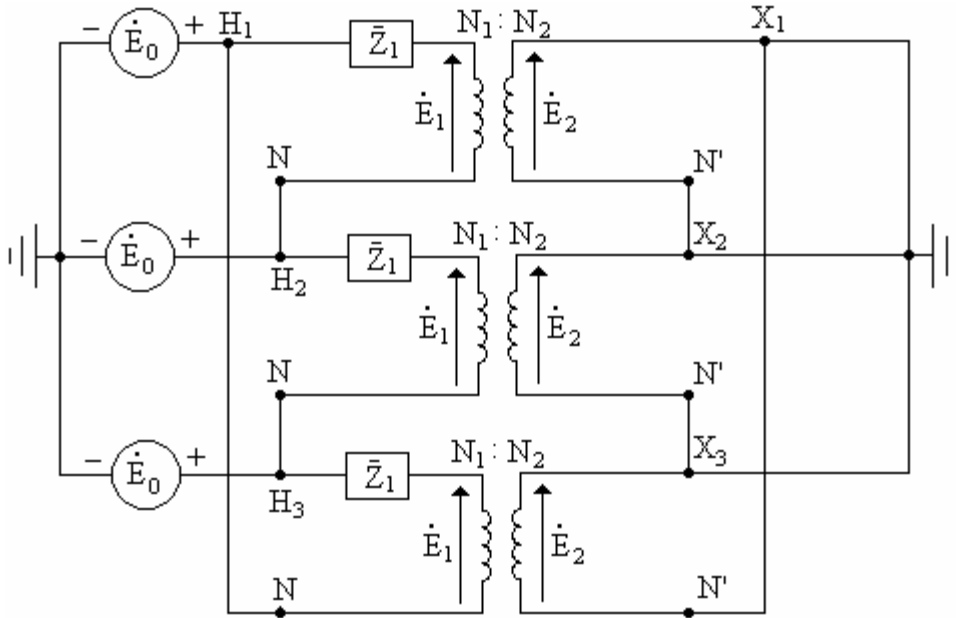 − Ė₀ + H₁ Z̄₁ N₁ : N₂ X₁
Ė₁ Ė₂
N N'
− Ė₀ + H₂ Z̄₁ N₁ : N₂ X₂
Ė₁ Ė₂
N N'
− Ė₀ + H₃ Z̄₁ N₁ : N₂ X₃
Ė₁ Ė₂
N N'